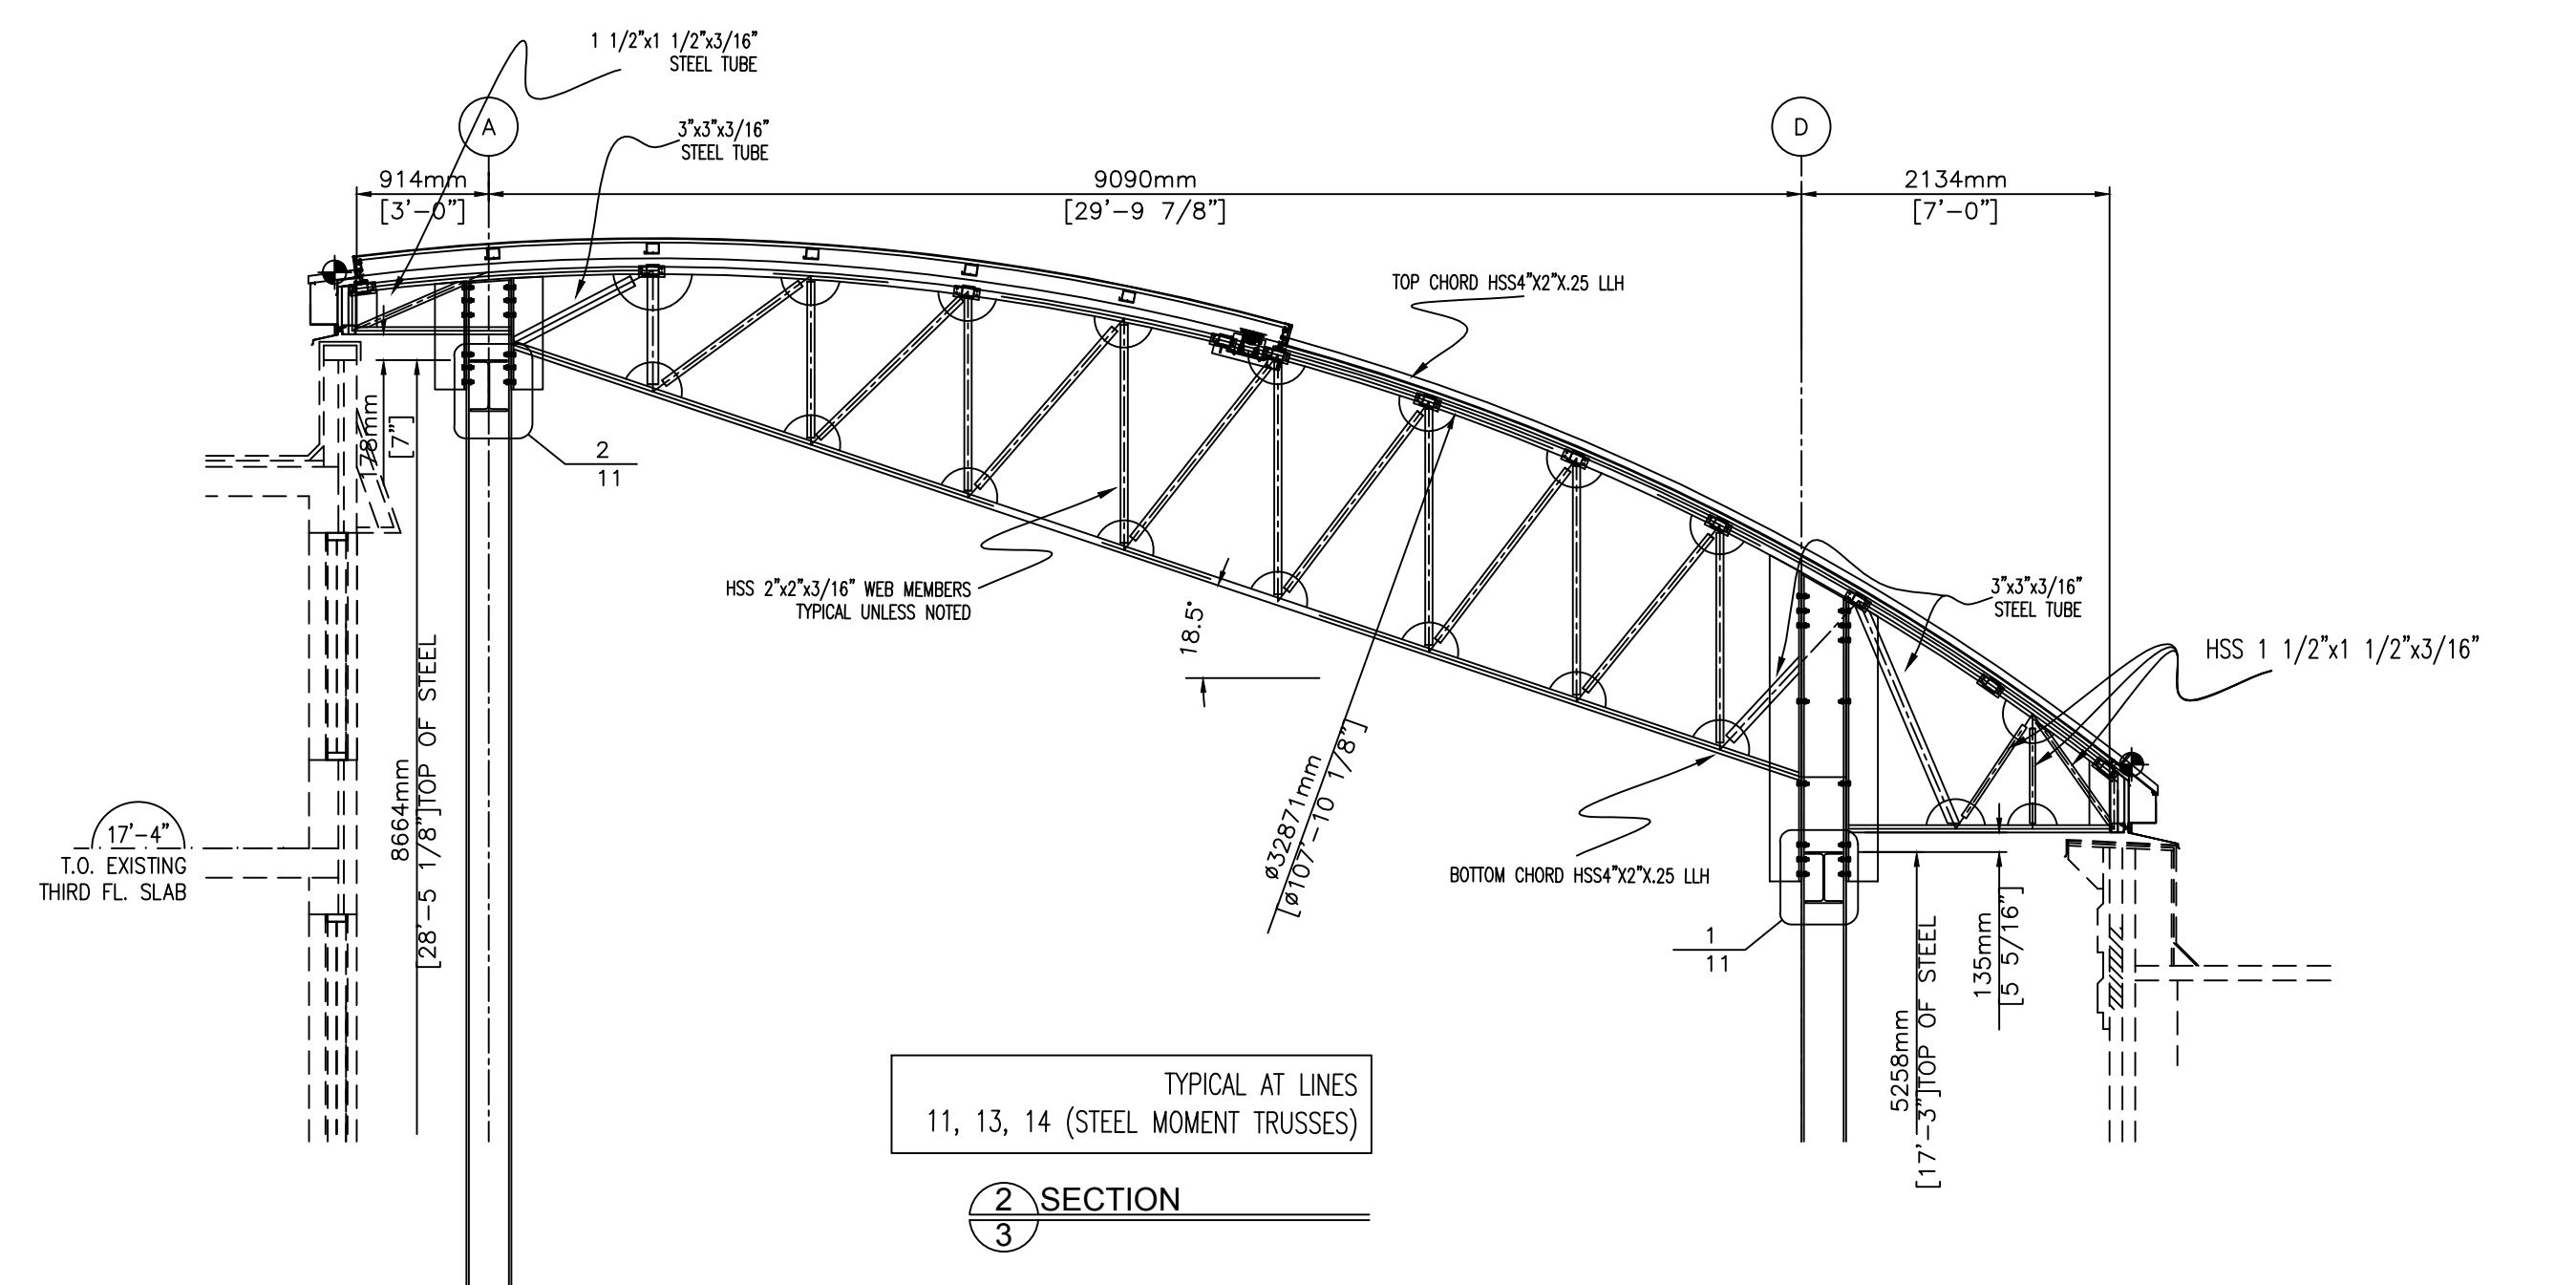 1 1/2"x1 1/2"x3/16"
STEEL TUBE
A
3"x3"x3/16"
STEEL TUBE
D
914mm
[3'-0"]
9090mm
[29'-9 7/8"]
2134mm
[7'-0"]
TOP CHORD HSS4"X2"X.25 LLH
178mm
[7"]
2
11
HSS 2"x2"x3/16" WEB MEMBERS
TYPICAL UNLESS NOTED
18.5°
3"x3"x3/16"
STEEL TUBE
HSS 1 1/2"x1 1/2"x3/16"
8664mm
[28'-5 1/8"]TOP OF STEEL
ø32871mm
[ø107'-10 1/8"]
17'-4"
T.O. EXISTING
THIRD FL. SLAB
BOTTOM CHORD HSS4"X2"X.25 LLH
1
11
135mm
[5 5/16"]
5258mm
[17'-3"]TOP OF STEEL
TYPICAL AT LINES
11, 13, 14 (STEEL MOMENT TRUSSES)
2 SECTION
3